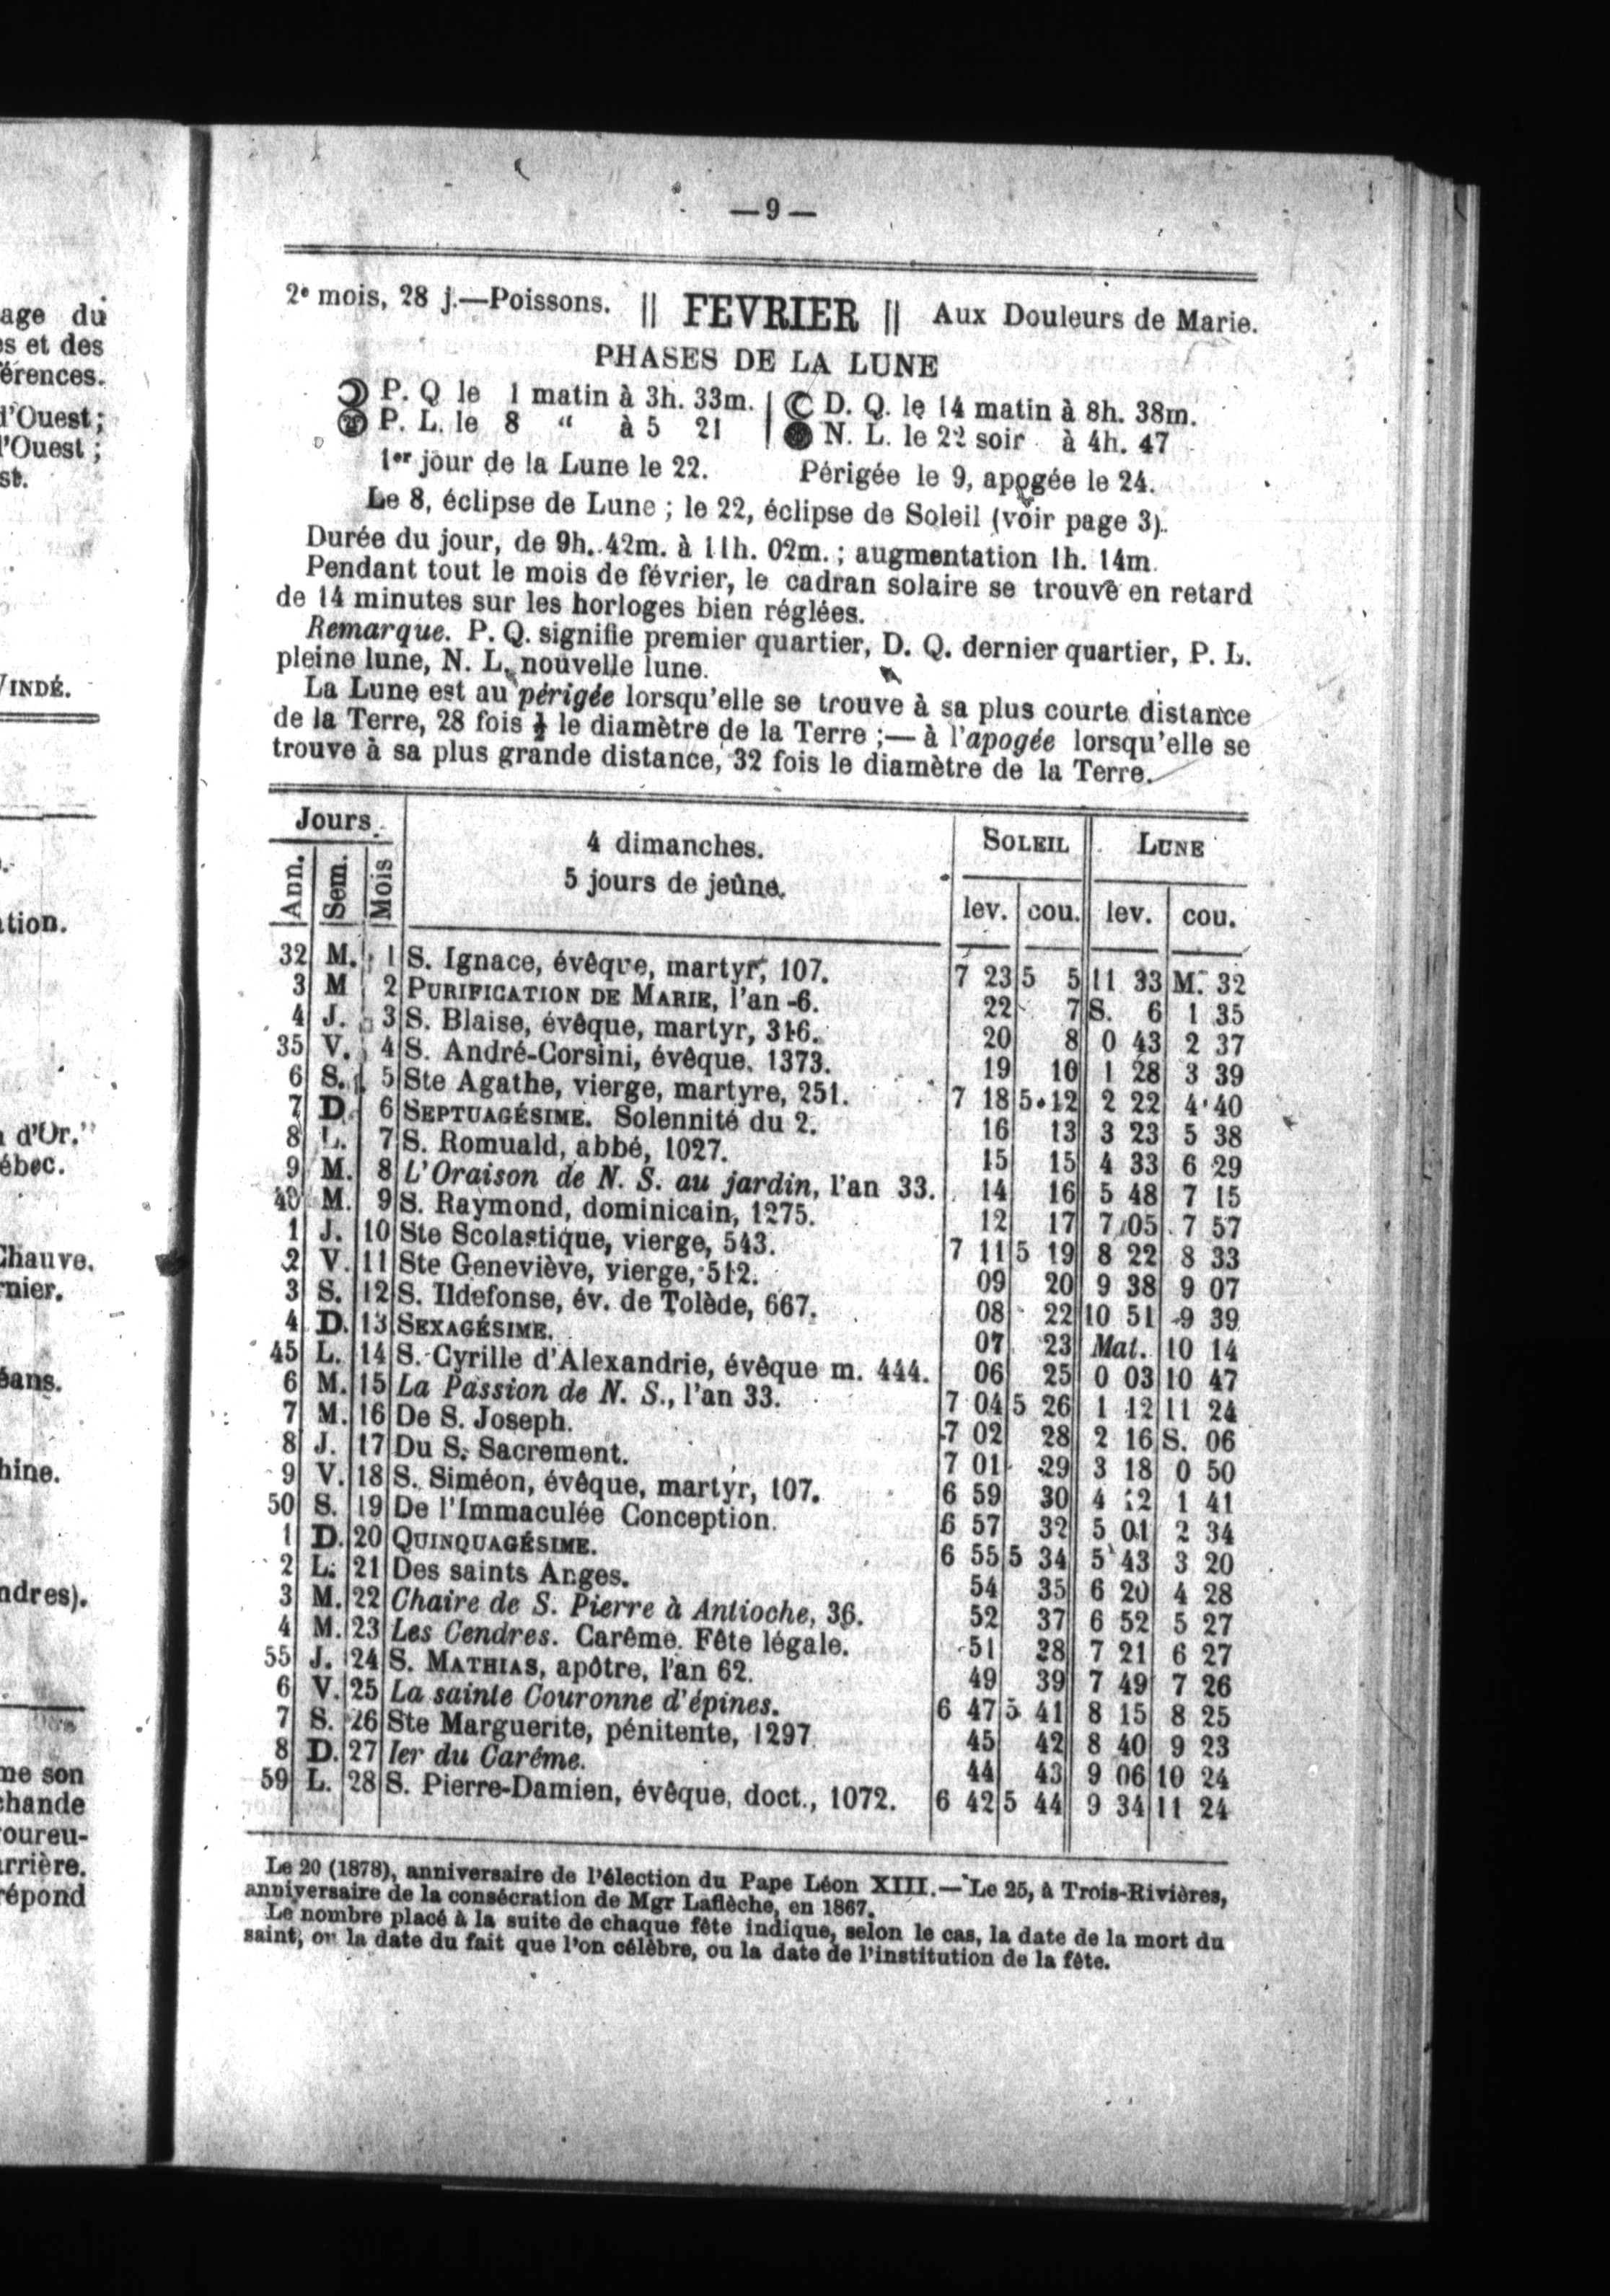 age du
s et des
érences.
l'Ouest ;
l'Ouest ;
st.
VINDÉ.
tion.
d'Or."
ébec.
Chauve.
rnier.
éans.
hine.
ndres).
me son
chande
oureu-
rrière.
répond
—9—
2e mois, 28 j.—Poissons. || FEVRIER || Aux Douleurs de Marie.
PHASES DE LA LUNE
P. Q le 1 matin à 3h. 33m. | D. Q. le 14 matin à 8h. 38m.
P. L. le 8 “ à 5 21 | N. L. le 22 soir à 4h. 47
1er jour de la Lune le 22. Périgée le 9, apogée le 24.
Le 8, éclipse de Lune ; le 22, éclipse de Soleil (voir page 3).
Durée du jour, de 9h. 42m. à 11h. 02m. ; augmentation 1h. 14m.
Pendant tout le mois de février, le cadran solaire se trouve en retard
de 14 minutes sur les horloges bien réglées.
Remarque. P. Q. signifie premier quartier, D. Q. dernier quartier, P. L.
pleine lune, N. L. nouvelle lune.
La Lune est au périgée lorsqu'elle se trouve à sa plus courte distance
de la Terre, 28 fois ½ le diamètre de la Terre ;— à l'apogée lorsqu'elle se
trouve à sa plus grande distance, 32 fois le diamètre de la Terre.
Jours. 4 dimanches. SOLEIL LUNE
Ann. Sem. Mois 5 jours de jeûne. lev. cou. lev. cou.
32 M. 1 S. Ignace, évêque, martyr, 107. 7 23 5 5 11 33 M. 32
3 M 2 PURIFICATION DE MARIE, l'an -6. 22 7 S. 6 1 35
4 J. 3 S. Blaise, évêque, martyr, 316. 20 8 0 43 2 37
35 V. 4 S. André-Corsini, évêque. 1373. 19 10 1 28 3 39
6 S. 5 Ste Agathe, vierge, martyre, 251. 7 18 5 12 2 22 4 40
7 D. 6 SEPTUAGÉSIME. Solennité du 2. 16 13 3 23 5 38
8 L. 7 S. Romuald, abbé, 1027. 15 15 4 33 6 29
9 M. 8 L'Oraison de N. S. au jardin, l'an 33. 14 16 5 48 7 15
40 M. 9 S. Raymond, dominicain, 1275. 12 17 7 05 7 57
1 J. 10 Ste Scolastique, vierge, 543. 7 11 5 19 8 22 8 33
2 V. 11 Ste Geneviève, vierge, 512. 09 20 9 38 9 07
3 S. 12 S. Ildefonse, év. de Tolède, 667. 08 22 10 51 9 39
4 D. 13 SEXAGÉSIME. 07 23 Mat. 10 14
45 L. 14 S. Cyrille d'Alexandrie, évêque m. 444. 06 25 0 03 10 47
6 M. 15 La Passion de N. S., l'an 33. 7 04 5 26 1 12 11 24
7 M. 16 De S. Joseph. 7 02 28 2 16 S. 06
8 J. 17 Du S. Sacrement. 7 01 29 3 18 0 50
9 V. 18 S. Siméon, évêque, martyr, 107. 6 59 30 4 12 1 41
50 S. 19 De l'Immaculée Conception. 6 57 32 5 01 2 34
1 D. 20 QUINQUAGÉSIME. 6 55 5 34 5 43 3 20
2 L. 21 Des saints Anges. 54 35 6 20 4 28
3 M. 22 Chaire de S. Pierre à Antioche, 36. 52 37 6 52 5 27
4 M. 23 Les Cendres. Carême. Fête légale. 51 38 7 21 6 27
55 J. 24 S. MATHIAS, apôtre, l'an 62. 49 39 7 49 7 26
6 V. 25 La sainte Couronne d'épines. 6 47 5 41 8 15 8 25
7 S. 26 Ste Marguerite, pénitente, 1297. 45 42 8 40 9 23
8 D. 27 Ier du Carême. 44 43 9 06 10 24
59 L. 28 S. Pierre-Damien, évêque, doct., 1072. 6 42 5 44 9 34 11 24
Le 20 (1878), anniversaire de l'élection du Pape Léon XIII.— Le 25, à Trois-Rivières,
anniversaire de la consécration de Mgr Laflèche, en 1867.
Le nombre placé à la suite de chaque fête indique, selon le cas, la date de la mort du
saint, ou la date du fait que l'on célèbre, ou la date de l'institution de la fête.